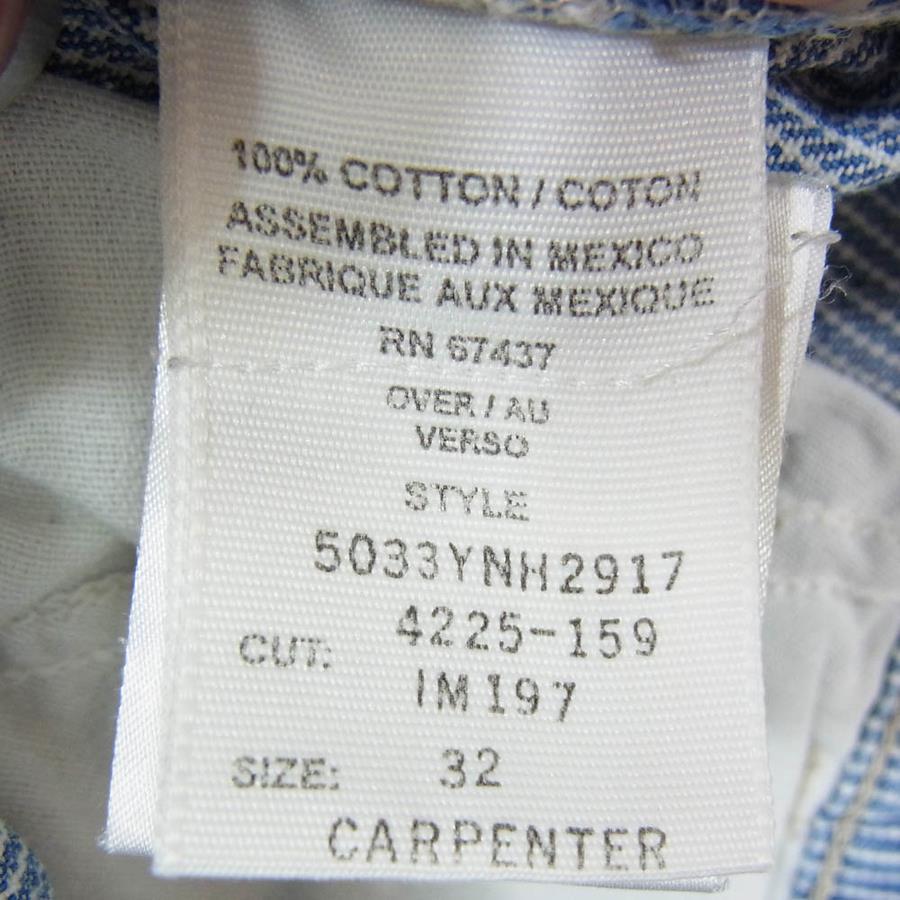 100% COTTON / COTON
ASSEMBLED IN MEXICO
FABRIQUE AUX MEXIQUE
RN 67437
OVER / AU
VERSO
STYLE
5033YNH2917
4225-159
CUT:
IM197
SIZE: 32
CARPENTER